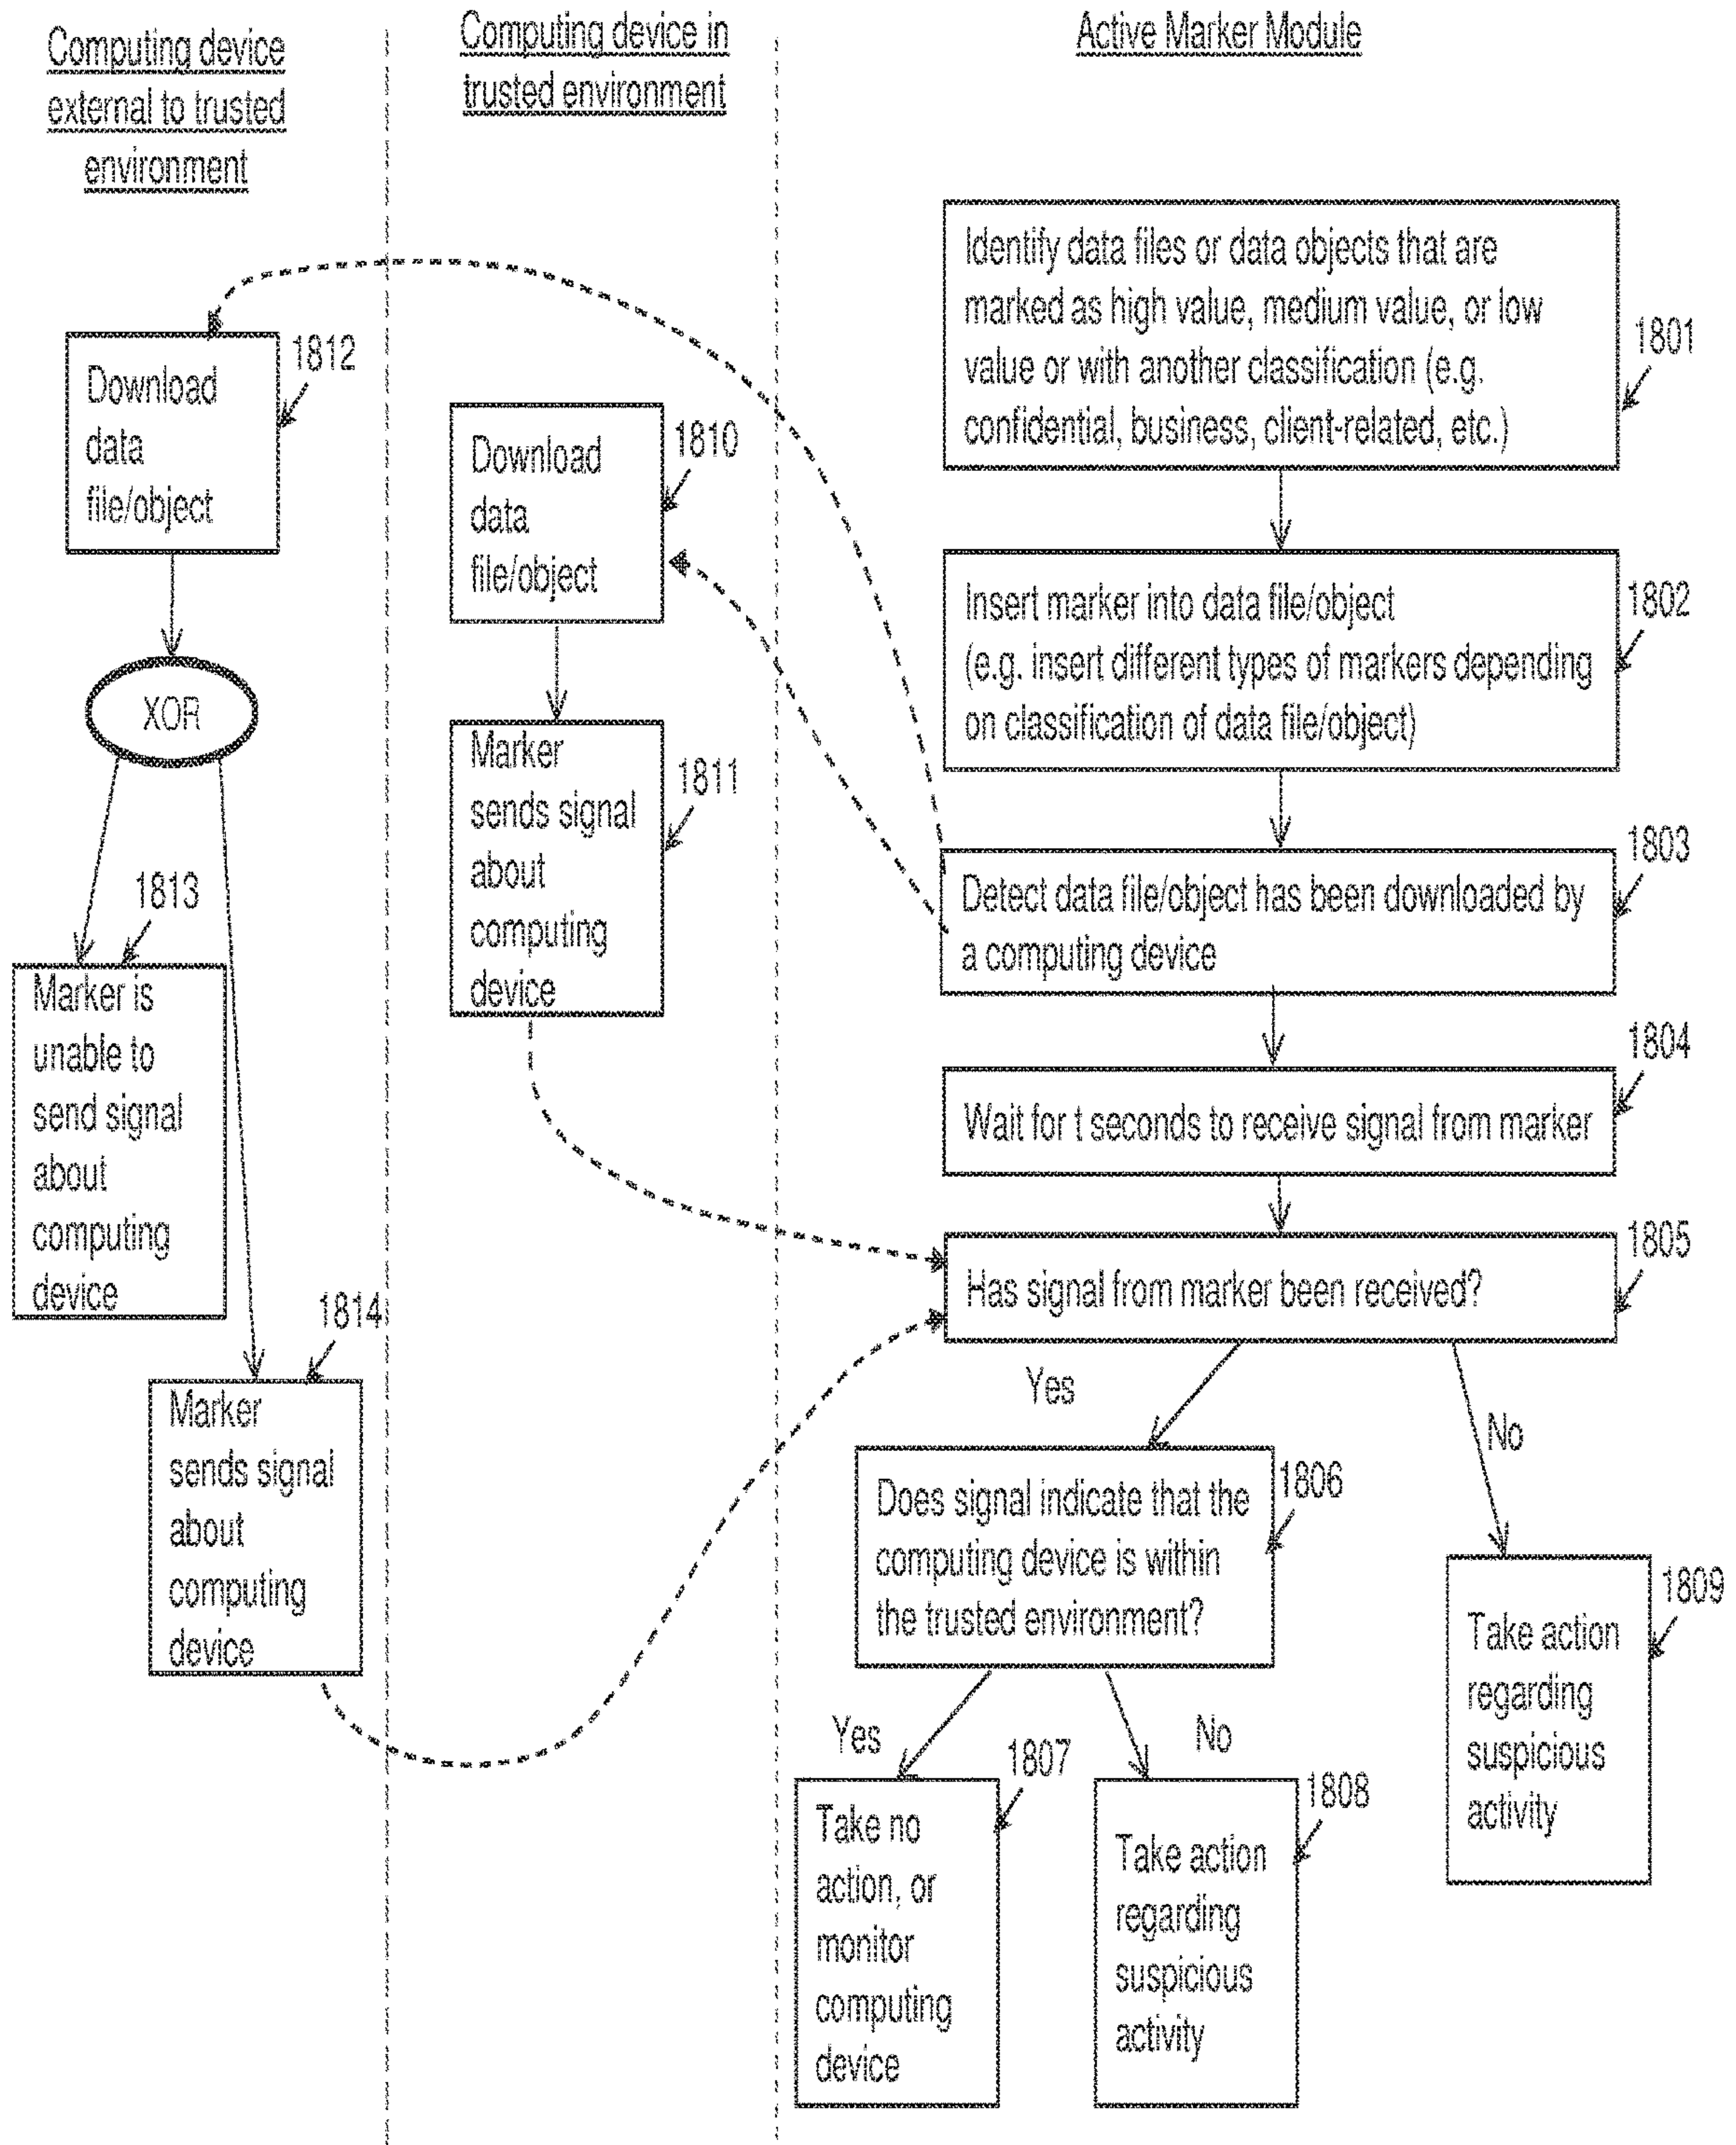 Computing device
external to trusted
environment
Computing device in
trusted environment
Active Marker Module
Identify data files or data objects that are
marked as high value, medium value, or low
value or with another classification (e.g.
confidential, business, client-related, etc.)
1801
Insert marker into data file/object
(e.g. insert different types of markers depending
on classification of data file/object)
1802
Detect data file/object has been downloaded by
a computing device
1803
Wait for t seconds to receive signal from marker
1804
Has signal from marker been received?
1805
Yes
No
Does signal indicate that the
computing device is within
the trusted environment?
1806
Yes
No
Take no
action, or
monitor
computing
device
1807
Take action
regarding
suspicious
activity
1808
Take action
regarding
suspicious
activity
1809
Download
data
file/object
1810
Marker
sends signal
about
computing
device
1811
Download
data
file/object
1812
XOR
Marker is
unable to
send signal
about
computing
device
1813
Marker
sends signal
about
computing
device
1814